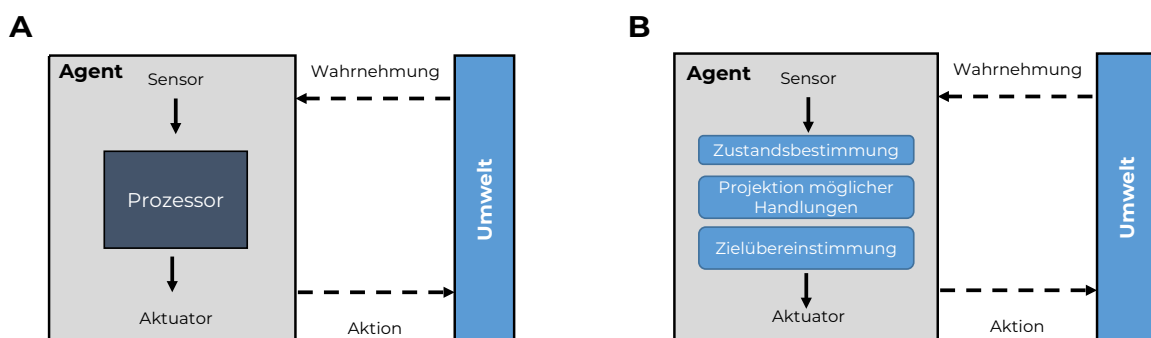 A
Agent
Sensor
Prozessor
Aktuator
Wahrnehmung
Aktion
Umwelt
B
Agent
Sensor
Zustandsbestimmung
Projektion möglicher
Handlungen
Zielübereinstimmung
Aktuator
Wahrnehmung
Aktion
Umwelt